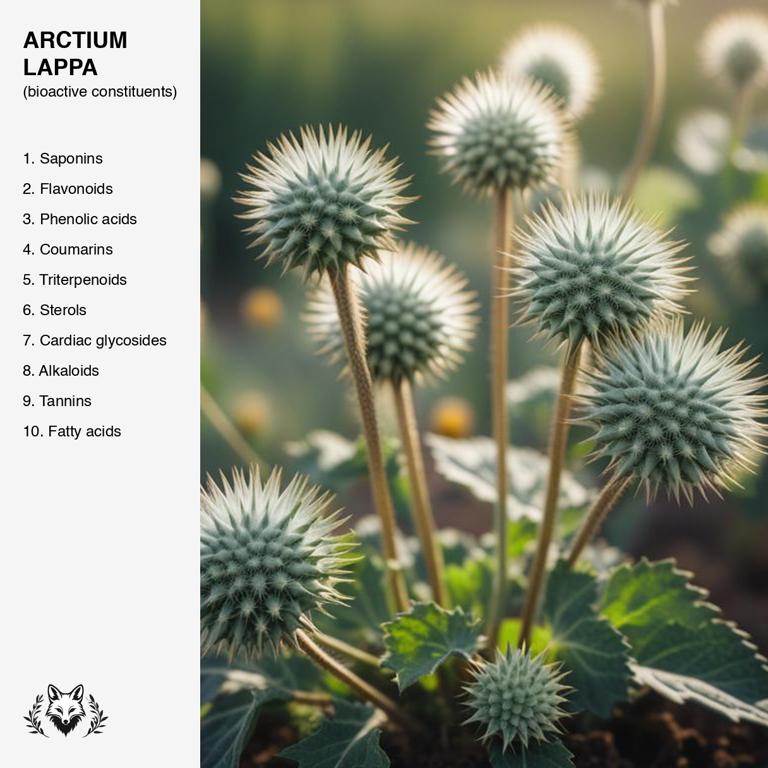 ARCTIUM
LAPPA
(bioactive constituents)
1. Saponins
2. Flavonoids
3. Phenolic acids
4. Coumarins
5. Triterpenoids
6. Sterols
7. Cardiac glycosides
8. Alkaloids
9. Tannins
10. Fatty acids